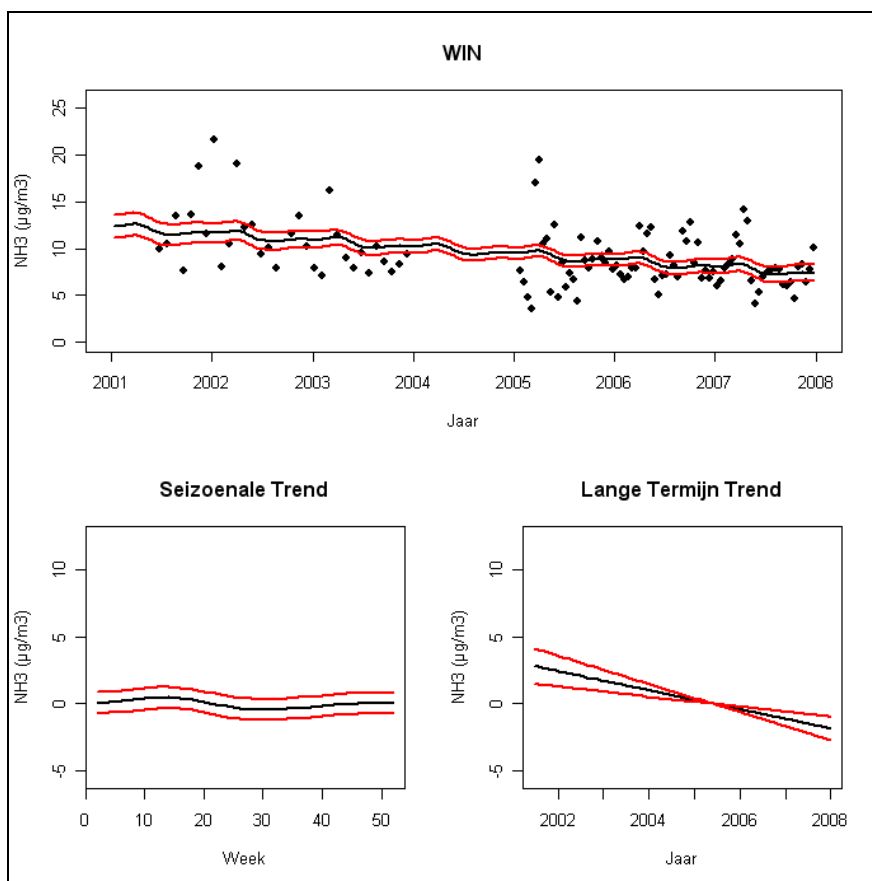 WIN
NH3 (µg/m3)
25
20
15
10
5
0
2001 2002 2003 2004 2005 2006 2007 2008
Jaar
Seizoenale Trend
NH3 (µg/m3)
10
5
0
-5
0 10 20 30 40 50
Week
Lange Termijn Trend
NH3 (µg/m3)
10
5
0
-5
2002 2004 2006 2008
Jaar